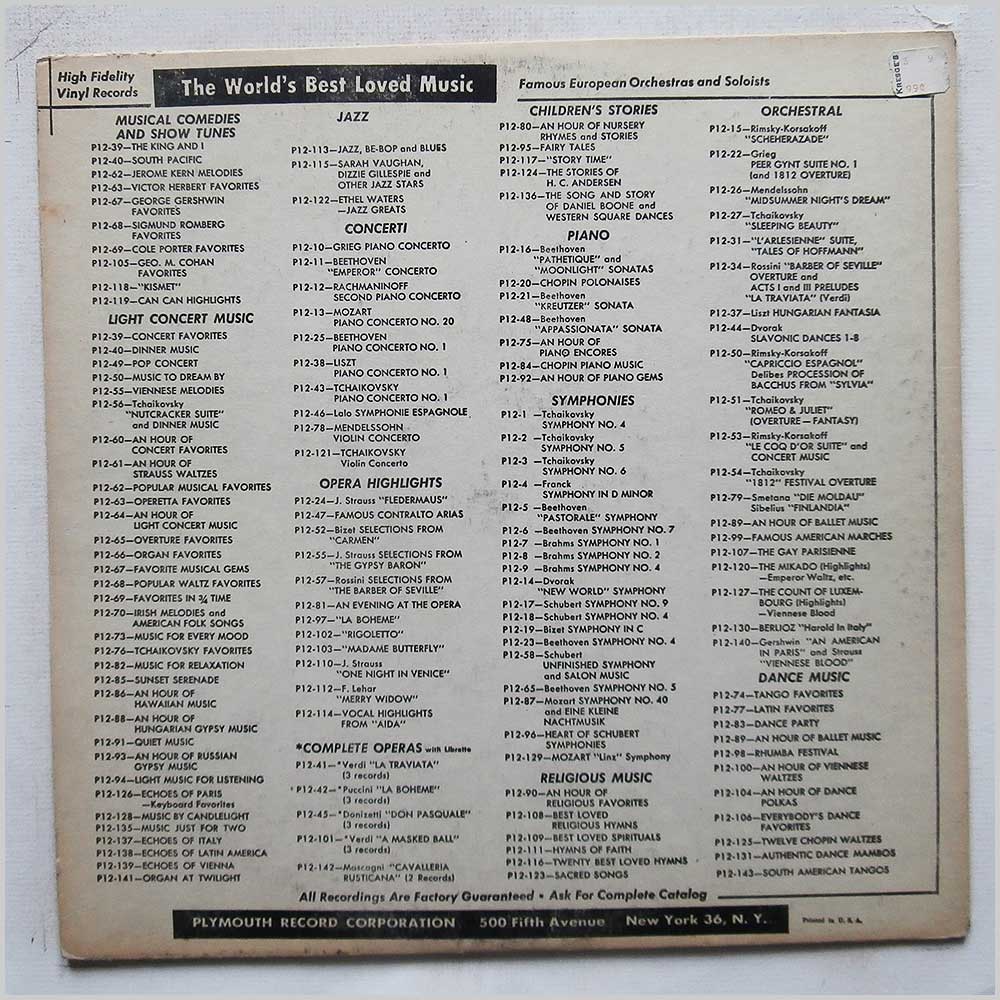 High Fidelity
Vinyl Records
The World's Best Loved Music
Famous European Orchestras and Soloists
KRESGE'S
MUSICAL COMEDIES
AND SHOW TUNES
P12-39—THE KING AND I
P12-40—SOUTH PACIFIC
P12-62—JEROME KERN MELODIES
P12-63—VICTOR HERBERT FAVORITES
P12-67—GEORGE GERSHWIN
FAVORITES
P12-68—SIGMUND ROMBERG
FAVORITES
P12-69—COLE PORTER FAVORITES
P12-105—GEO. M. COHAN
FAVORITES
P12-118—"KISMET"
P12-119—CAN CAN HIGHLIGHTS
LIGHT CONCERT MUSIC
P12-39—CONCERT FAVORITES
P12-40—DINNER MUSIC
P12-49—POP CONCERT
P12-50—MUSIC TO DREAM BY
P12-55—VIENNESE MELODIES
P12-56—Tchaikovsky
"NUTCRACKER SUITE"
and DINNER MUSIC
P12-60—AN HOUR OF
CONCERT FAVORITES
P12-61—AN HOUR OF
STRAUSS WALTZES
P12-62—POPULAR MUSICAL FAVORITES
P12-63—OPERETTA FAVORITES
P12-64—AN HOUR OF
LIGHT CONCERT MUSIC
P12-65—OVERTURE FAVORITES
P12-66—ORGAN FAVORITES
P12-67—FAVORITE MUSICAL GEMS
P12-68—POPULAR WALTZ FAVORITES
P12-69—FAVORITES IN ¾ TIME
P12-70—IRISH MELODIES and
AMERICAN FOLK SONGS
P12-73—MUSIC FOR EVERY MOOD
P12-76—TCHAIKOVSKY FAVORITES
P12-82—MUSIC FOR RELAXATION
P12-85—SUNSET SERENADE
P12-86—AN HOUR OF
HAWAIIAN MUSIC
P12-88—AN HOUR OF
HUNGARIAN GYPSY MUSIC
P12-91—QUIET MUSIC
P12-93—AN HOUR OF RUSSIAN
GYPSY MUSIC
P12-94—LIGHT MUSIC FOR LISTENING
P12-126—ECHOES OF PARIS
—Keyboard Favorites
P12-128—MUSIC BY CANDLELIGHT
P12-135—MUSIC JUST FOR TWO
P12-137—ECHOES OF ITALY
P12-138—ECHOES OF LATIN AMERICA
P12-139—ECHOES OF VIENNA
P12-141—ORGAN AT TWILIGHT
JAZZ
P12-113—JAZZ, BE-BOP and BLUES
P12-115—SARAH VAUGHAN,
DIZZIE GILLESPIE and
OTHER JAZZ STARS
P12-122—ETHEL WATERS
—JAZZ GREATS
CONCERTI
P12-10—GRIEG PIANO CONCERTO
P12-11—BEETHOVEN
"EMPEROR" CONCERTO
P12-12—RACHMANINOFF
SECOND PIANO CONCERTO
P12-13—MOZART
PIANO CONCERTO NO. 20
P12-25—BEETHOVEN
PIANO CONCERTO NO. 1
P12-38—LISZT
PIANO CONCERTO NO. 1
P12-43—TCHAIKOVSKY
PIANO CONCERTO NO. 1
P12-46—Lalo SYMPHONIE ESPAGNOLE
P12-78—MENDELSSOHN
VIOLIN CONCERTO
P12-121—TCHAIKOVSKY
Violin Concerto
OPERA HIGHLIGHTS
P12-24—J. Strauss "FLEDERMAUS"
P12-47—FAMOUS CONTRALTO ARIAS
P12-52—Bizet SELECTIONS FROM
"CARMEN"
P12-55—J. Strauss SELECTIONS FROM
"THE GYPSY BARON"
P12-57—Rossini SELECTIONS FROM
"THE BARBER OF SEVILLE"
P12-81—AN EVENING AT THE OPERA
P12-97—"LA BOHEME"
P12-102—"RIGOLETTO"
P12-103—"MADAME BUTTERFLY"
P12-110—J. Strauss
"ONE NIGHT IN VENICE"
P12-112—F. Lehar
"MERRY WIDOW"
P12-114—VOCAL HIGHLIGHTS
FROM "AIDA"
*COMPLETE OPERAS with Libretto
P12-41—*Verdi "LA TRAVIATA"
(3 records)
P12-42—*Puccini "LA BOHEME"
(3 records)
P12-45—*Donizetti "DON PASQUALE"
(3 records)
P12-101—*Verdi "A MASKED BALL"
(3 records)
P12-142—Mascagni "CAVALLERIA
RUSTICANA" (2 Records)
CHILDREN'S STORIES
P12-80—AN HOUR OF NURSERY
RHYMES and STORIES
P12-95—FAIRY TALES
P12-117—"STORY TIME"
P12-124—THE STORIES OF
H. C. ANDERSEN
P12-136—THE SONG AND STORY
OF DANIEL BOONE and
WESTERN SQUARE DANCES
PIANO
P12-16—Beethoven
"PATHETIQUE" and
"MOONLIGHT" SONATAS
P12-20—CHOPIN POLONAISES
P12-21—Beethoven
"KREUTZER" SONATA
P12-48—Beethoven
"APPASSIONATA" SONATA
P12-75—AN HOUR OF
PIANO ENCORES
P12-84—CHOPIN PIANO MUSIC
P12-92—AN HOUR OF PIANO GEMS
SYMPHONIES
P12-1 —Tchaikovsky
SYMPHONY NO. 4
P12-2 —Tchaikovsky
SYMPHONY NO. 5
P12-3 —Tchaikovsky
SYMPHONY NO. 6
P12-4 —Franck
SYMPHONY IN D MINOR
P12-5 —Beethoven
"PASTORALE" SYMPHONY
P12-6 —Beethoven SYMPHONY NO. 7
P12-7 —Brahms SYMPHONY NO. 1
P12-8 —Brahms SYMPHONY NO. 2
P12-9 —Brahms SYMPHONY NO. 4
P12-14—Dvorak
"NEW WORLD" SYMPHONY
P12-17—Schubert SYMPHONY NO. 9
P12-18—Schubert SYMPHONY NO. 4
P12-19—Bizet SYMPHONY IN C
P12-23—Beethoven SYMPHONY NO. 4
P12-58—Schubert
UNFINISHED SYMPHONY
and SALON MUSIC
P12-65—Beethoven SYMPHONY NO. 5
P12-87—Mozart SYMPHONY NO. 40
and EINE KLEINE
NACHTMUSIK
P12-96—HEART OF SCHUBERT
SYMPHONIES
P12-129—MOZART "Linz" Symphony
RELIGIOUS MUSIC
P12-90—AN HOUR OF
RELIGIOUS FAVORITES
P12-108—BEST LOVED
RELIGIOUS HYMNS
P12-109—BEST LOVED SPIRITUALS
P12-111—HYMNS OF FAITH
P12-116—TWENTY BEST LOVED HYMNS
P12-123—SACRED SONGS
ORCHESTRAL
P12-15—Rimsky-Korsakoff
"SCHEHERAZADE"
P12-22—Grieg
PEER GYNT SUITE NO. 1
(and 1812 OVERTURE)
P12-26—Mendelssohn
"MIDSUMMER NIGHT'S DREAM"
P12-27—Tchaikovsky
"SLEEPING BEAUTY"
P12-31—"L'ARLESIENNE" SUITE,
"TALES OF HOFFMANN"
P12-34—Rossini "BARBER OF SEVILLE"
OVERTURE and
ACTS I and III PRELUDES
"LA TRAVIATA" (Verdi)
P12-37—Liszt HUNGARIAN FANTASIA
P12-44—Dvorak
SLAVONIC DANCES 1-8
P12-50—Rimsky-Korsakoff
"CAPRICCIO ESPAGNOL"
Delibes PROCESSION OF
BACCHUS FROM "SYLVIA"
P12-51—Tchaikovsky
"ROMEO & JULIET"
(OVERTURE—FANTASY)
P12-53—Rimsky-Korsakoff
"LE COQ D'OR SUITE" and
CONCERT MUSIC
P12-54—Tchaikovsky
"1812" FESTIVAL OVERTURE
P12-79—Smetana "DIE MOLDAU"
Sibelius "FINLANDIA"
P12-89—AN HOUR OF BALLET MUSIC
P12-99—FAMOUS AMERICAN MARCHES
P12-107—THE GAY PARISIENNE
P12-120—THE MIKADO (Highlights)
—Emperor Waltz, etc.
P12-127—THE COUNT OF LUXEM-
BOURG (Highlights)
—Viennese Blood
P12-130—BERLIOZ "Harold In Italy"
P12-140—Gershwin "AN AMERICAN
IN PARIS" and Strauss
"VIENNESE BLOOD"
DANCE MUSIC
P12-74—TANGO FAVORITES
P12-77—LATIN FAVORITES
P12-83—DANCE PARTY
P12-89—AN HOUR OF BALLET MUSIC
P12-98—RHUMBA FESTIVAL
P12-100—AN HOUR OF VIENNESE
WALTZES
P12-104—AN HOUR OF DANCE
POLKAS
P12-106—EVERYBODY'S DANCE
FAVORITES
P12-125—TWELVE CHOPIN WALTZES
P12-131—AUTHENTIC DANCE MAMBOS
P12-143—SOUTH AMERICAN TANGOS
All Recordings Are Factory Guaranteed • Ask For Complete Catalog
PLYMOUTH RECORD CORPORATION 500 Fifth Avenue New York 36, N. Y.
Printed in U. S. A.